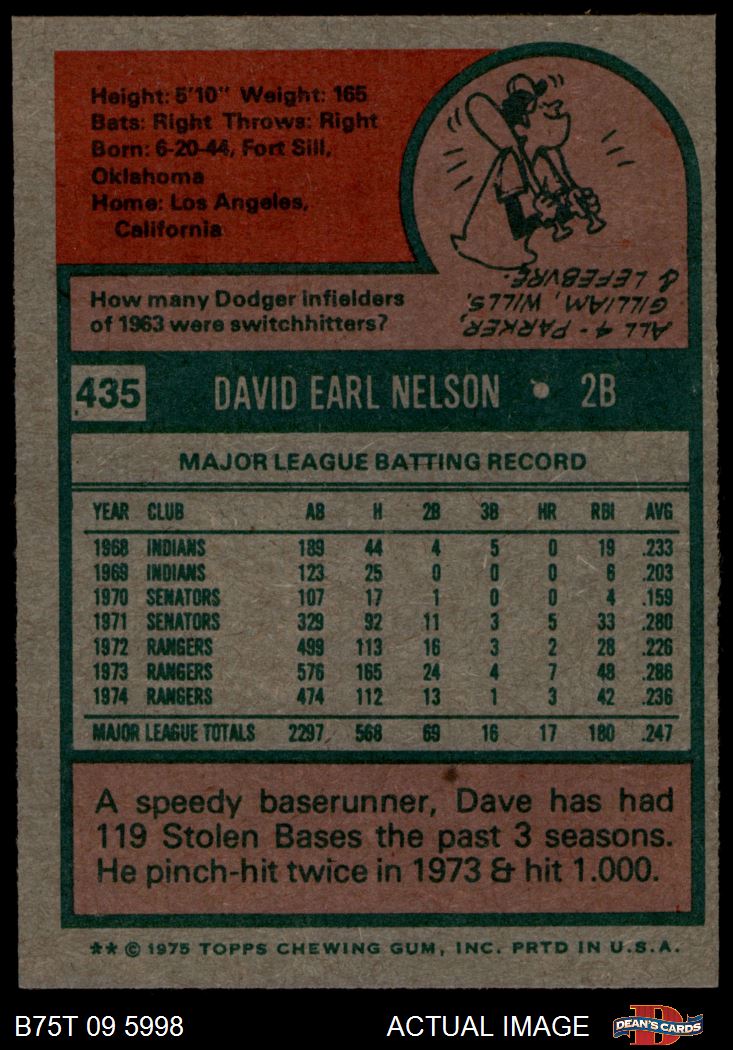 Height: 5'10" Weight: 165
Bats: Right Throws: Right
Born: 6-20-44, Fort Sill,
Oklahoma
Home: Los Angeles,
California
How many Dodger infielders
of 1963 were switchhitters?
ALL 4 - PARKER,
GILLIAM, WILLS,
& LEFEBVRE.
435 DAVID EARL NELSON • 2B
MAJOR LEAGUE BATTING RECORD
YEAR CLUB AB H 2B 3B HR RBI AVG
1968 INDIANS 189 44 4 5 0 19 .233
1969 INDIANS 123 25 0 0 0 6 .203
1970 SENATORS 107 17 1 0 0 4 .159
1971 SENATORS 329 92 11 3 5 33 .280
1972 RANGERS 499 113 16 3 2 28 .226
1973 RANGERS 576 165 24 4 7 48 .286
1974 RANGERS 474 112 13 1 3 42 .236
MAJOR LEAGUE TOTALS 2297 568 69 16 17 180 .247
A speedy baserunner, Dave has had
119 Stolen Bases the past 3 seasons.
He pinch-hit twice in 1973 & hit 1.000.
** © 1975 TOPPS CHEWING GUM, INC. PRTD IN U.S.A.
B75T 09 5998 ACTUAL IMAGE DEAN'S CARDS